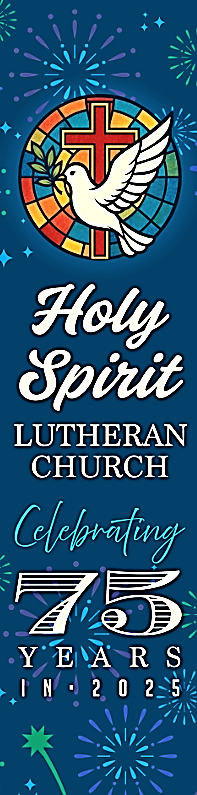 Holy
Spirit
LUTHERAN
CHURCH
Celebrating
75
YEARS
IN • 2025